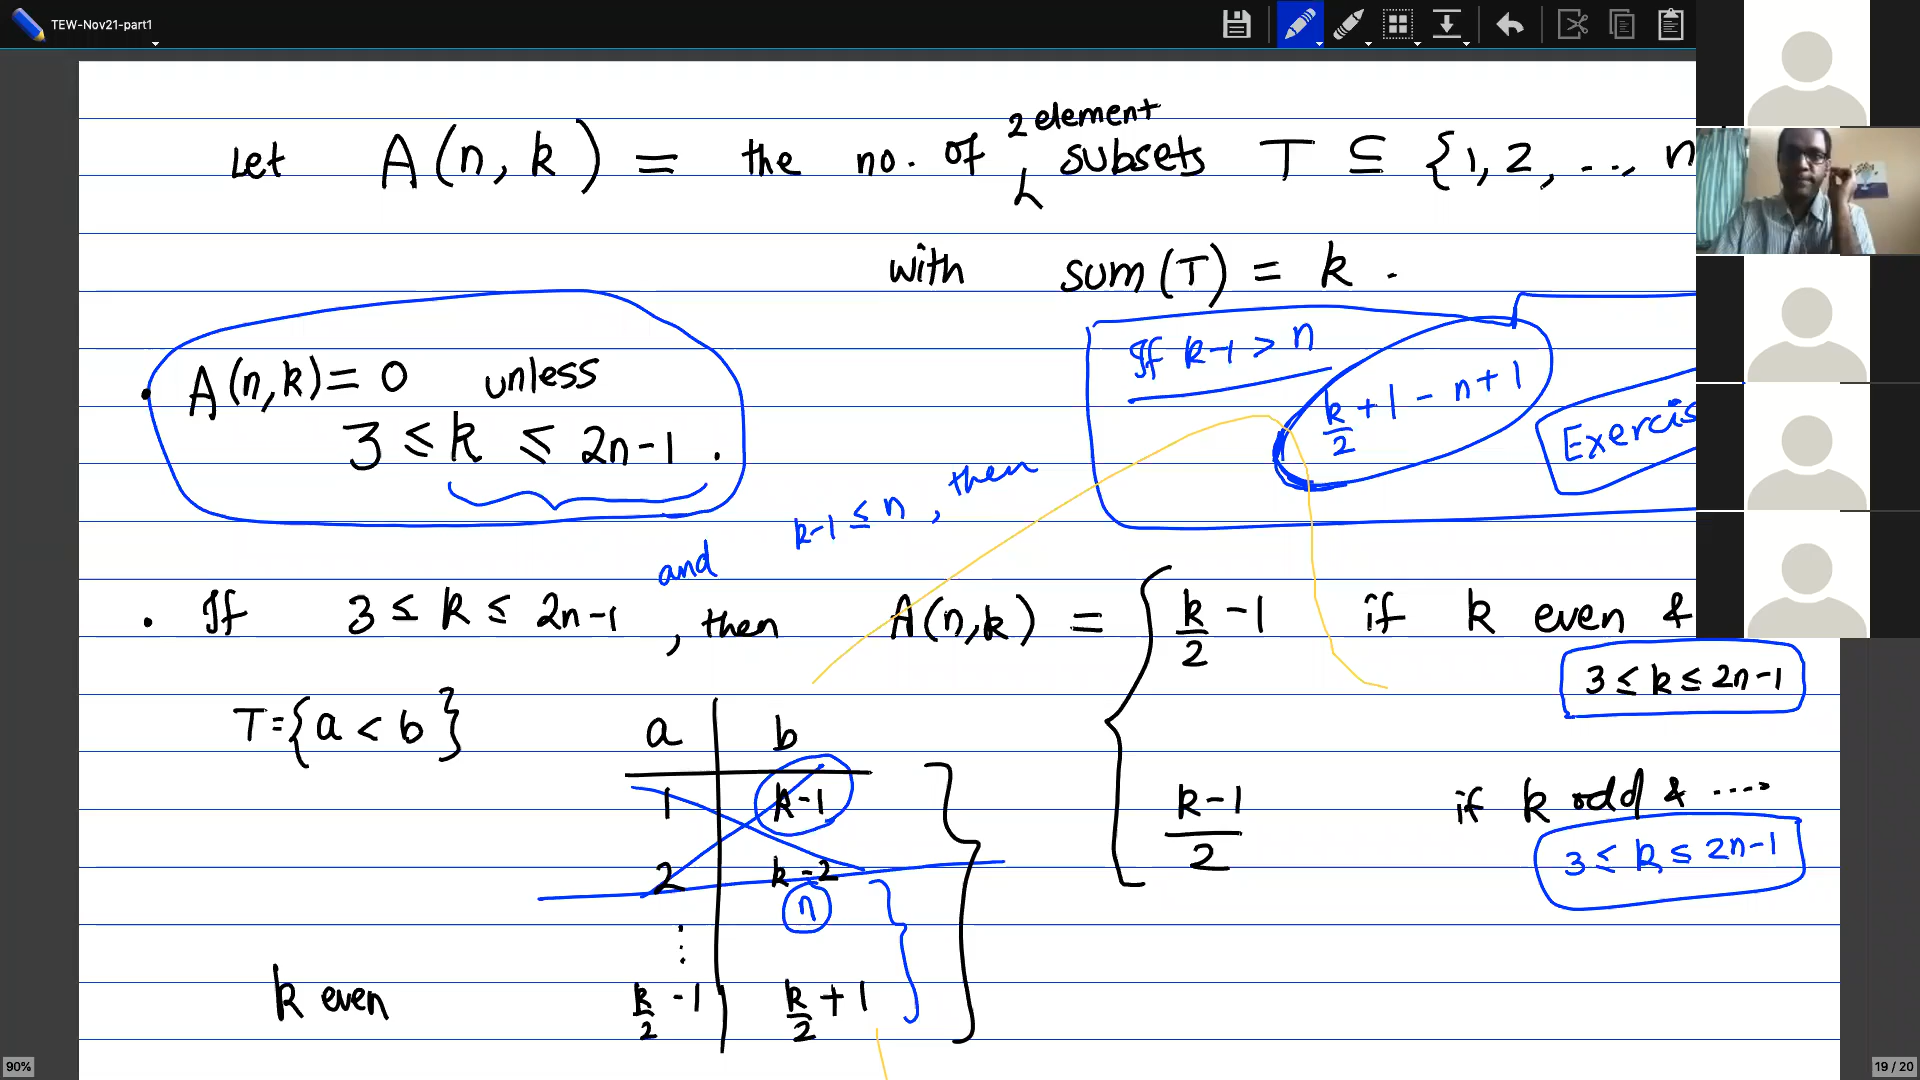 TEW-Nov21-part1
2 element
Let A(n, k) = the no. of subsets T ⊆ {1, 2, ..., n
with sum(T) = k .
If k-1 > n
k/2 + 1 - n + 1
Exercis
· A(n,k) = 0 unless
3 ≤ k ≤ 2n-1 .
and k-1 ≤ n , then
· If 3 ≤ k ≤ 2n-1 , then A(n,k) = { k/2 - 1 if k even &
3 ≤ k ≤ 2n-1
T = {a < b}
a b
1 k-1
k-1/2 if k odd & ....
3 ≤ k ≤ 2n-1
2 k-2
n
⋮
k even k/2 - 1 k/2 + 1
90%
19 / 20